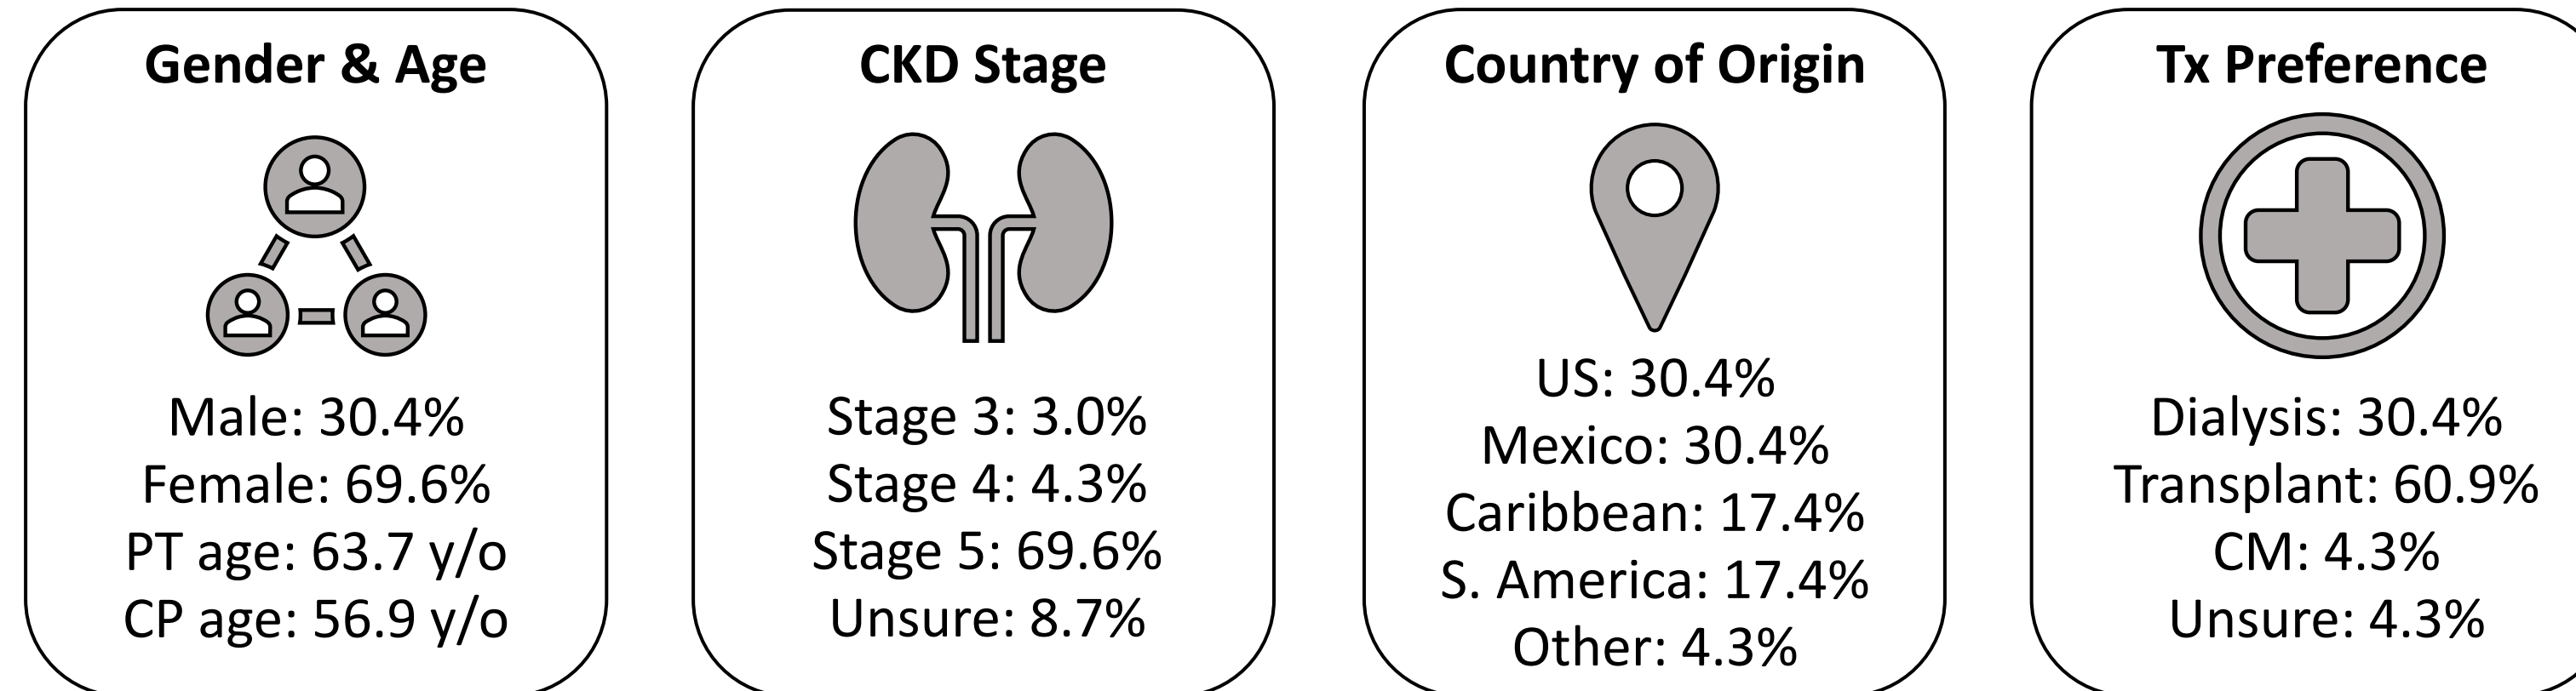 Gender & Age
Male: 30.4%
Female: 69.6%
PT age: 63.7 y/o
CP age: 56.9 y/o
CKD Stage
Stage 3: 3.0%
Stage 4: 4.3%
Stage 5: 69.6%
Unsure: 8.7%
Country of Origin
US: 30.4%
Mexico: 30.4%
Caribbean: 17.4%
S. America: 17.4%
Other: 4.3%
Tx Preference
Dialysis: 30.4%
Transplant: 60.9%
CM: 4.3%
Unsure: 4.3%